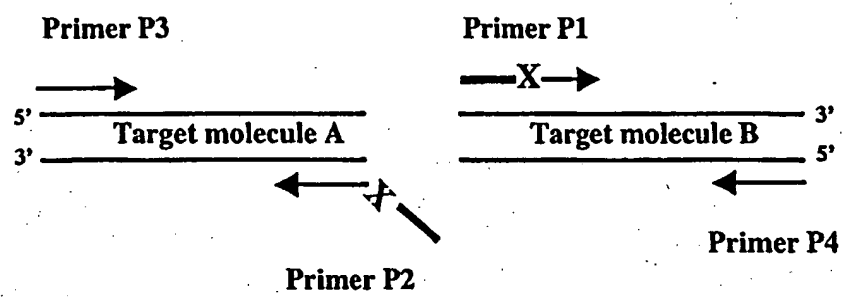 Primer P3
Primer P1
X
5’
3’
Target molecule A
Target molecule B
3’
5’
X
Primer P4
Primer P2